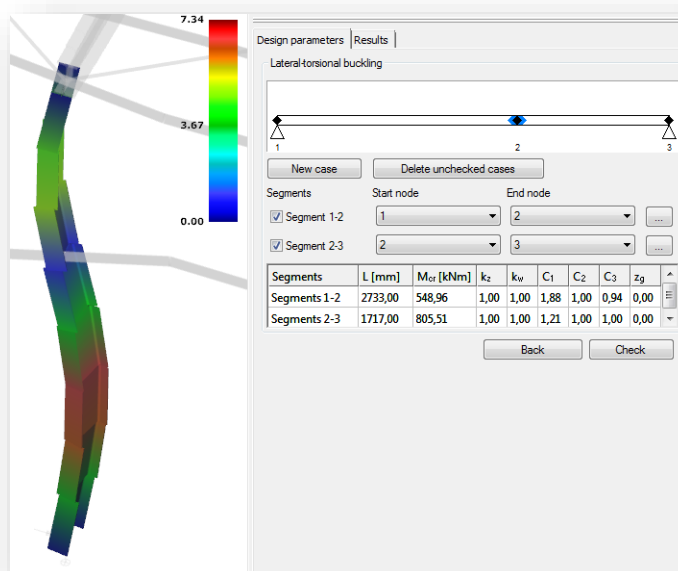 7.34
3.67
0.00
Design parameters Results
Lateral-torsional buckling
1 2 3
New case Delete unchecked cases
Segments Start node End node
Segment 1-2 1 2 ...
Segment 2-3 2 3 ...
Segments L [mm] Mcr [kNm] kz kw C1 C2 C3 zg
Segments 1-2 2733,00 548,96 1,00 1,00 1,88 1,00 0,94 0,00
Segments 2-3 1717,00 805,51 1,00 1,00 1,21 1,00 1,00 0,00
Back Check